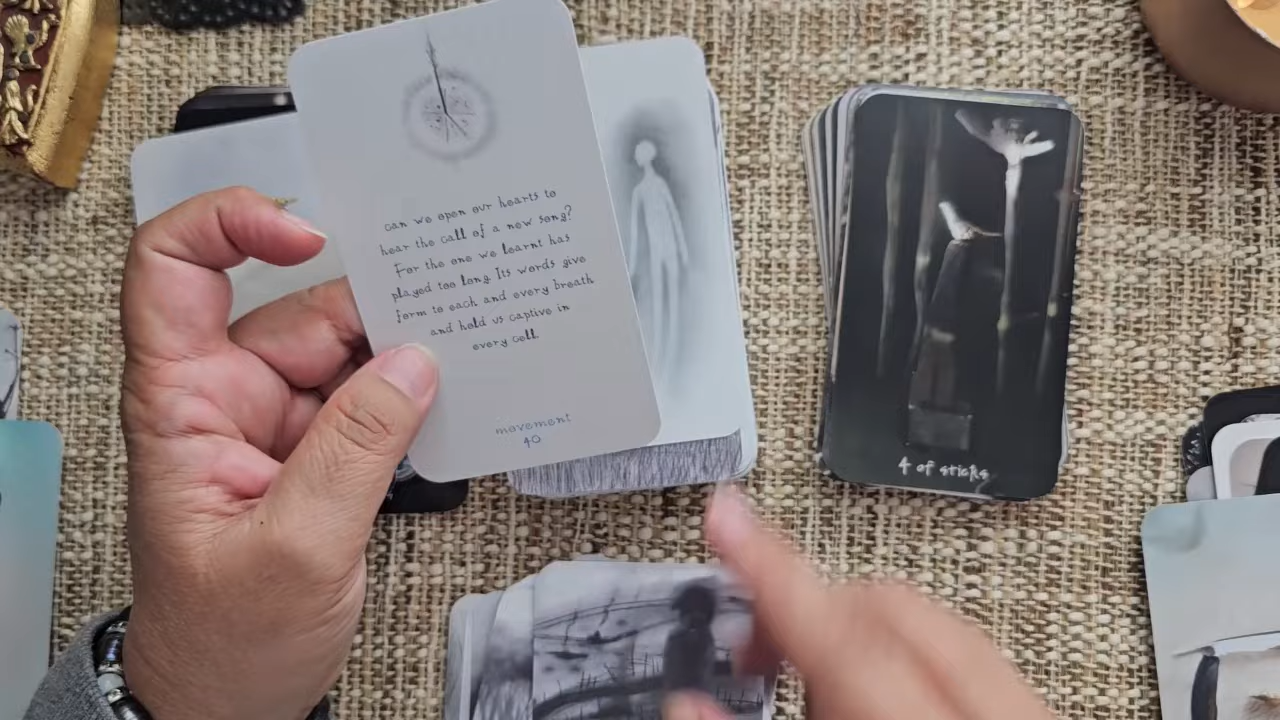 can we open our hearts to
hear the call of a new song?
For the one we learnt has
played too long. Its words give
form to each and every breath
and hold us captive in
every cell.
movement
40
4 of sticks